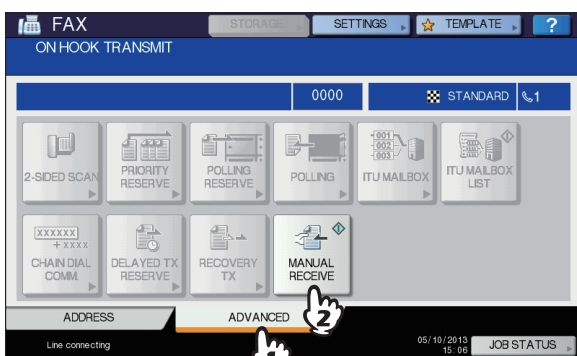 FAX
STORAGE
SETTINGS
TEMPLATE
?
ON HOOK TRANSMIT
0000
STANDARD
1
2-SIDED SCAN
PRIORITY
RESERVE
POLLING
RESERVE
POLLING
001
002
003
ITU MAILBOX
ITU MAILBOX
LIST
XXXXXX
+XXXX
CHAIN DIAL
COMM.
DELAYED TX
RESERVE
RECOVERY
TX
MANUAL
RECEIVE
ADDRESS
ADVANCED
2
1
Line connecting
05/10/2013
15:06
JOB STATUS